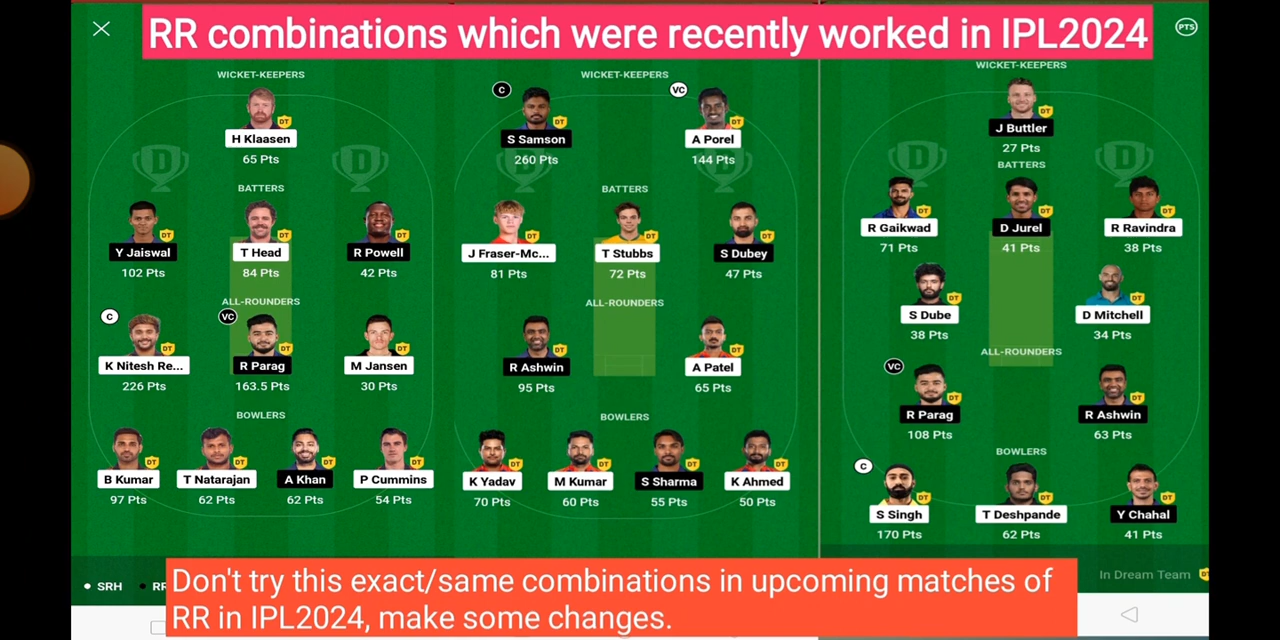 RR combinations which were recently worked in IPL2024
PTS
WICKET-KEEPERS
H Klaasen
65 Pts
BATTERS
Y Jaiswal
102 Pts
T Head
84 Pts
R Powell
42 Pts
ALL-ROUNDERS
C
K Nitesh Re...
226 Pts
VC
R Parag
163.5 Pts
M Jansen
30 Pts
BOWLERS
B Kumar
97 Pts
T Natarajan
62 Pts
A Khan
62 Pts
P Cummins
54 Pts
SRH
WICKET-KEEPERS
C
S Samson
260 Pts
VC
A Porel
144 Pts
BATTERS
J Fraser-Mc...
81 Pts
T Stubbs
72 Pts
S Dubey
47 Pts
ALL-ROUNDERS
R Ashwin
95 Pts
A Patel
65 Pts
BOWLERS
K Yadav
70 Pts
M Kumar
60 Pts
S Sharma
55 Pts
K Ahmed
50 Pts
WICKET-KEEPERS
J Buttler
27 Pts
BATTERS
R Gaikwad
71 Pts
D Jurel
41 Pts
R Ravindra
38 Pts
S Dube
38 Pts
D Mitchell
34 Pts
ALL-ROUNDERS
VC
R Parag
108 Pts
R Ashwin
63 Pts
BOWLERS
C
S Singh
170 Pts
T Deshpande
62 Pts
Y Chahal
41 Pts
In Dream Team
Don't try this exact/same combinations in upcoming matches of
RR in IPL2024, make some changes.